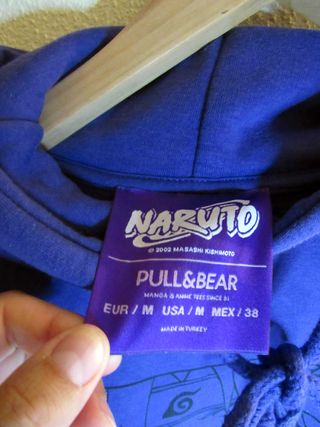 NARUTO
© 2002 MASASHI KISHIMOTO
PULL&BEAR
MANGA & ANIME TEES SINCE 91
EUR / M USA / M MEX / 38
MADE IN TURKEY